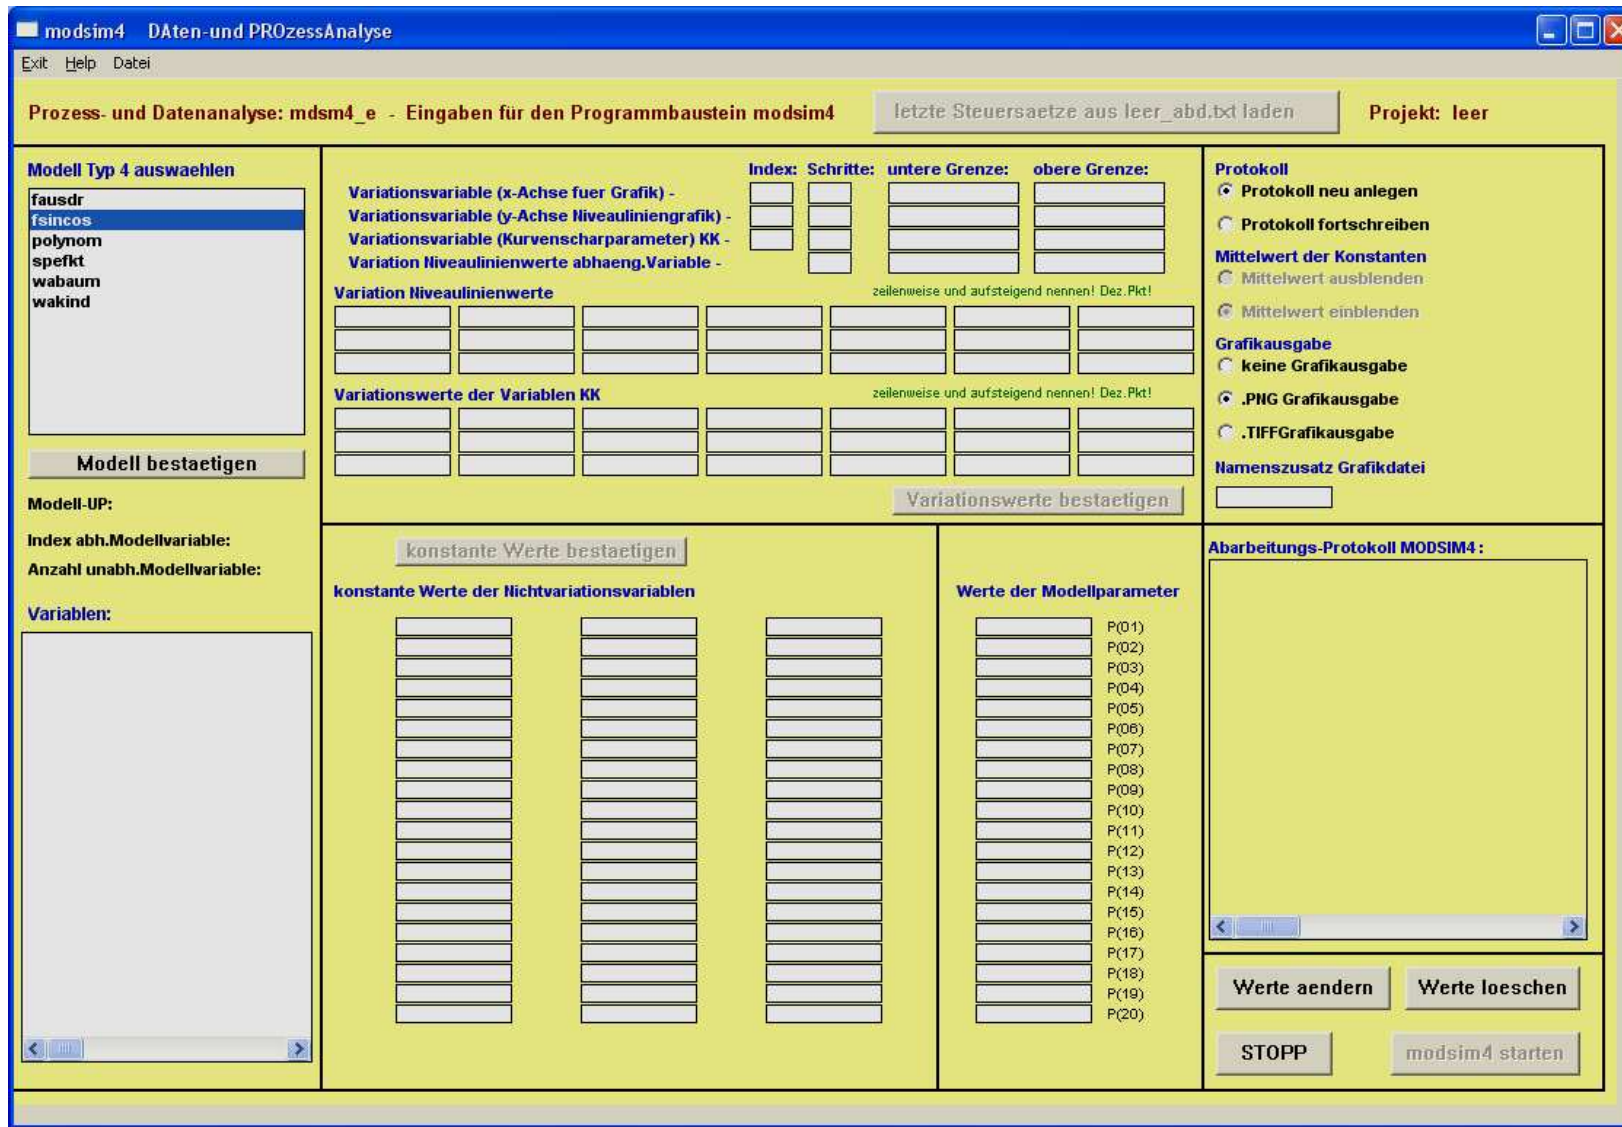 modsim4 DAten-und PROzessAnalyse
Exit Help Datei
Prozess- und Datenanalyse: mdsm4_e - Eingaben für den Programmbaustein modsim4
letzte Steuersaetze aus leer_abd.txt laden
Projekt: leer
Modell Typ 4 auswaehlen
fausdr
fsincos
polynom
spefkt
wabaum
wakind
Modell bestaetigen
Modell-UP:
Index abh.Modellvariable:
Anzahl unabh.Modellvariable:
Variablen:
Index: Schritte: untere Grenze: obere Grenze:
Variationsvariable (x-Achse fuer Grafik) -
Variationsvariable (y-Achse Niveauliniengrafik) -
Variationsvariable (Kurvenscharparameter) KK -
Variation Niveaulinienwerte abhaeng.Variable -
Variation Niveaulinienwerte
zeilenweise und aufsteigend nennen! Dez.Pkt!
Variationswerte der Variablen KK
zeilenweise und aufsteigend nennen! Dez.Pkt!
Variationswerte bestaetigen
konstante Werte bestaetigen
konstante Werte der Nichtvariationsvariablen
Werte der Modellparameter
P(01)
P(02)
P(03)
P(04)
P(05)
P(06)
P(07)
P(08)
P(09)
P(10)
P(11)
P(12)
P(13)
P(14)
P(15)
P(16)
P(17)
P(18)
P(19)
P(20)
Protokoll
Protokoll neu anlegen
Protokoll fortschreiben
Mittelwert der Konstanten
Mittelwert ausblenden
Mittelwert einblenden
Grafikausgabe
keine Grafikausgabe
.PNG Grafikausgabe
.TIFFGrafikausgabe
Namenszusatz Grafikdatei
Abarbeitungs-Protokoll MODSIM4 :
Werte aendern
Werte loeschen
STOPP
modsim4 starten